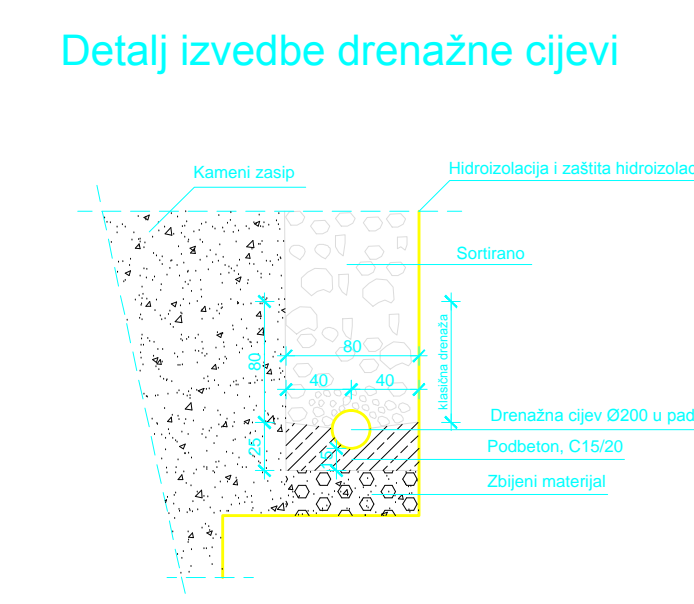 Detalj izvedbe drenažne cijevi
Kameni zasip
Hidroizolacija i zaštita hidroizolac
Sortirano
80
80
Klasična drenaža
40
40
Drenažna cijev Ø200 u pad
25
Podbeton, C15/20
15
Zbijeni materijal